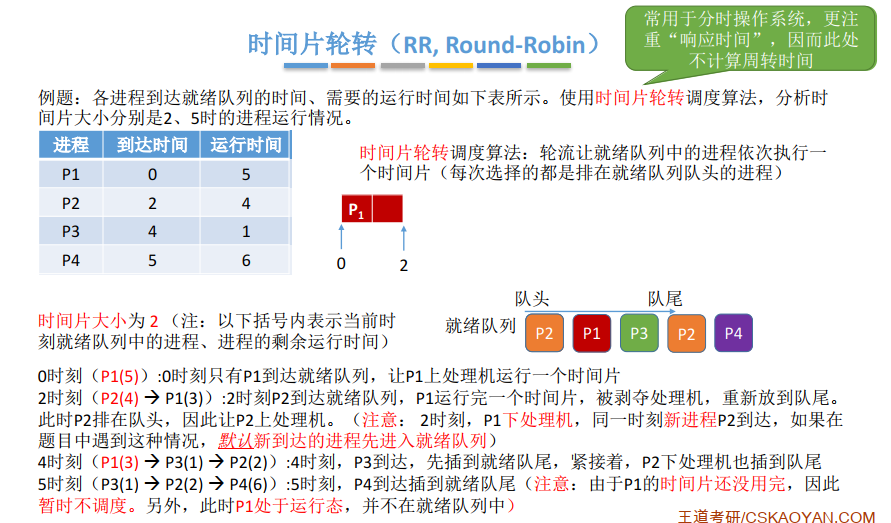 时间片轮转（RR, Round-Robin）
常用于分时操作系统，更注
重“响应时间”，因而此处
不计算周转时间
例题：各进程到达就绪队列的时间、需要的运行时间如下表所示。使用时间片轮转调度算法，分析时
间片大小分别是2、5时的进程运行情况。
进程 到达时间 运行时间
P1 0 5
P2 2 4
P3 4 1
P4 5 6
时间片轮转调度算法：轮流让就绪队列中的进程依次执行一
个时间片（每次选择的都是排在就绪队列队头的进程）
P1
0 2
时间片大小为 2 （注：以下括号内表示当前时
刻就绪队列中的进程、进程的剩余运行时间）
队头 队尾
就绪队列 P2 P1 P3 P2 P4
0时刻（P1(5)）:0时刻只有P1到达就绪队列，让P1上处理机运行一个时间片
2时刻（P2(4) → P1(3)）:2时刻P2到达就绪队列，P1运行完一个时间片，被剥夺处理机，重新放到队尾。
此时P2排在队头，因此让P2上处理机。（注意： 2时刻，P1下处理机，同一时刻新进程P2到达，如果在
题目中遇到这种情况，默认新到达的进程先进入就绪队列）
4时刻（P1(3) → P3(1) → P2(2)）:4时刻，P3到达，先插到就绪队尾，紧接着，P2下处理机也插到队尾
5时刻（P3(1) → P2(2) → P4(6)）:5时刻，P4到达插到就绪队尾（注意：由于P1的时间片还没用完，因此
暂时不调度。另外，此时P1处于运行态，并不在就绪队列中）
王道考研/CSKAOYAN.COM